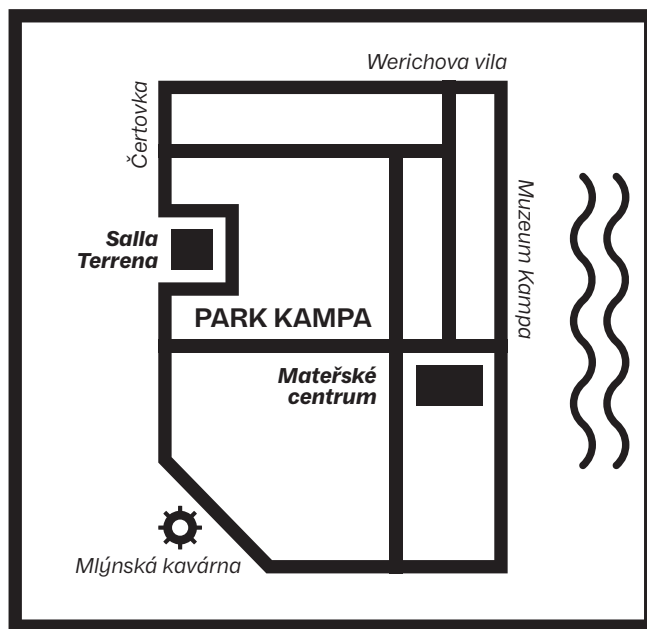 Werichova vila
Čertovka
Muzeum Kampa
Salla
Terrena
PARK KAMPA
Mateřské
centrum
Mlýnská kavárna